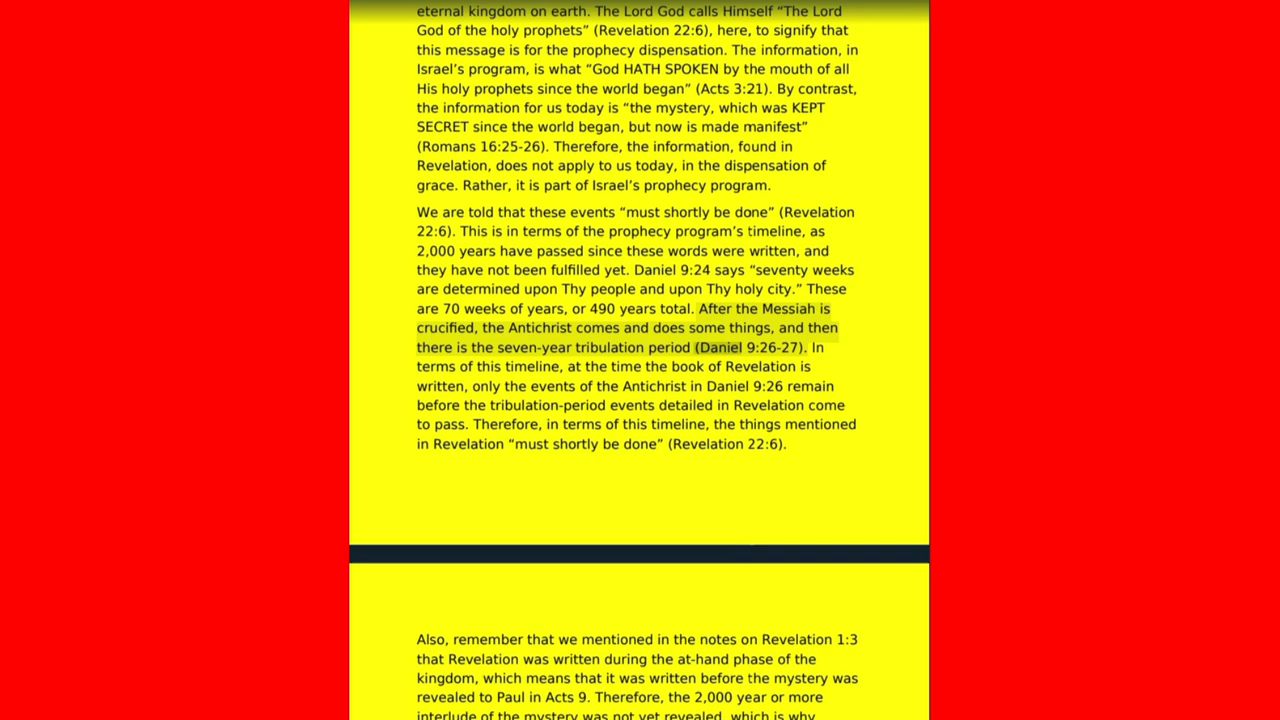 eternal kingdom on earth. The Lord God calls Himself “The Lord
God of the holy prophets” (Revelation 22:6), here, to signify that
this message is for the prophecy dispensation. The information, in
Israel’s program, is what “God HATH SPOKEN by the mouth of all
His holy prophets since the world began” (Acts 3:21). By contrast,
the information for us today is “the mystery, which was KEPT
SECRET since the world began, but now is made manifest”
(Romans 16:25-26). Therefore, the information, found in
Revelation, does not apply to us today, in the dispensation of
grace. Rather, it is part of Israel’s prophecy program.
We are told that these events “must shortly be done” (Revelation
22:6). This is in terms of the prophecy program’s timeline, as
2,000 years have passed since these words were written, and
they have not been fulfilled yet. Daniel 9:24 says “seventy weeks
are determined upon Thy people and upon Thy holy city.” These
are 70 weeks of years, or 490 years total. After the Messiah is
crucified, the Antichrist comes and does some things, and then
there is the seven-year tribulation period (Daniel 9:26-27). In
terms of this timeline, at the time the book of Revelation is
written, only the events of the Antichrist in Daniel 9:26 remain
before the tribulation-period events detailed in Revelation come
to pass. Therefore, in terms of this timeline, the things mentioned
in Revelation “must shortly be done” (Revelation 22:6).
Also, remember that we mentioned in the notes on Revelation 1:3
that Revelation was written during the at-hand phase of the
kingdom, which means that it was written before the mystery was
revealed to Paul in Acts 9. Therefore, the 2,000 year or more
interlude of the mystery was not yet revealed, which is why